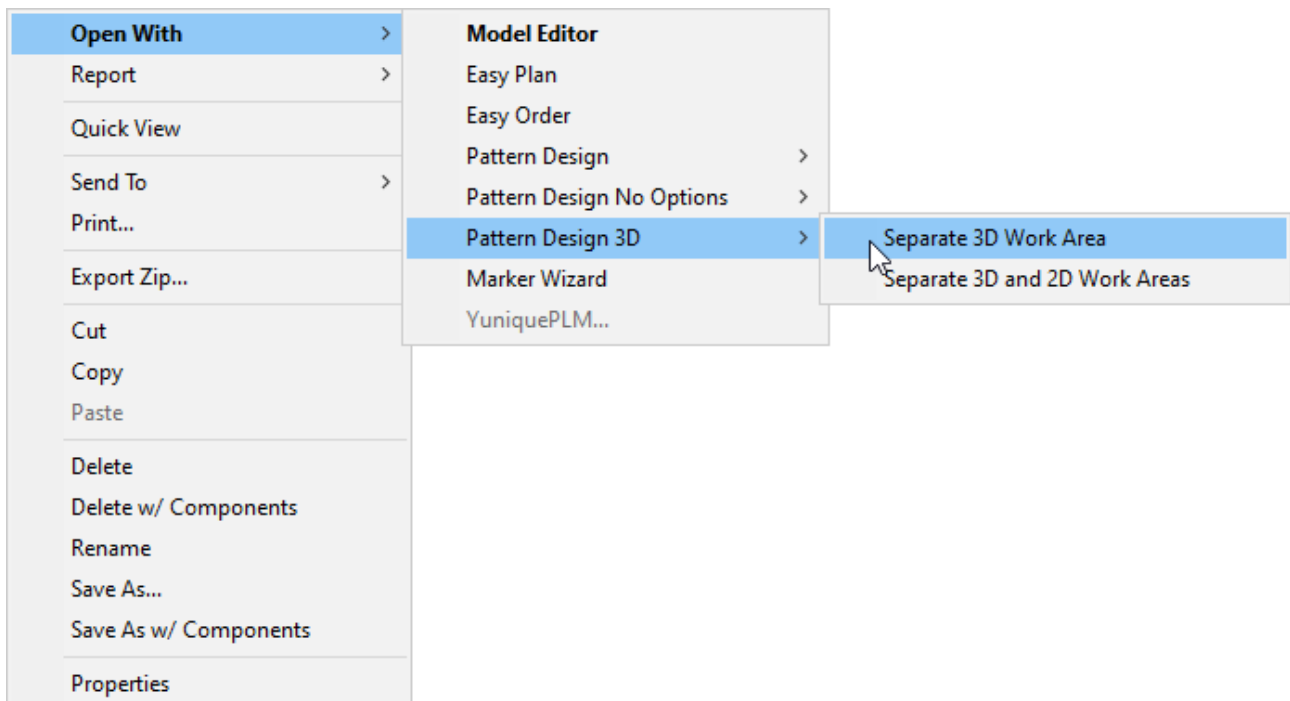 Open With
Report
Quick View
Send To
Print...
Export Zip...
Cut
Copy
Paste
Delete
Delete w/ Components
Rename
Save As...
Save As w/ Components
Properties
Model Editor
Easy Plan
Easy Order
Pattern Design
Pattern Design No Options
Pattern Design 3D
Marker Wizard
YuniquePLM...
Separate 3D Work Area
Separate 3D and 2D Work Areas